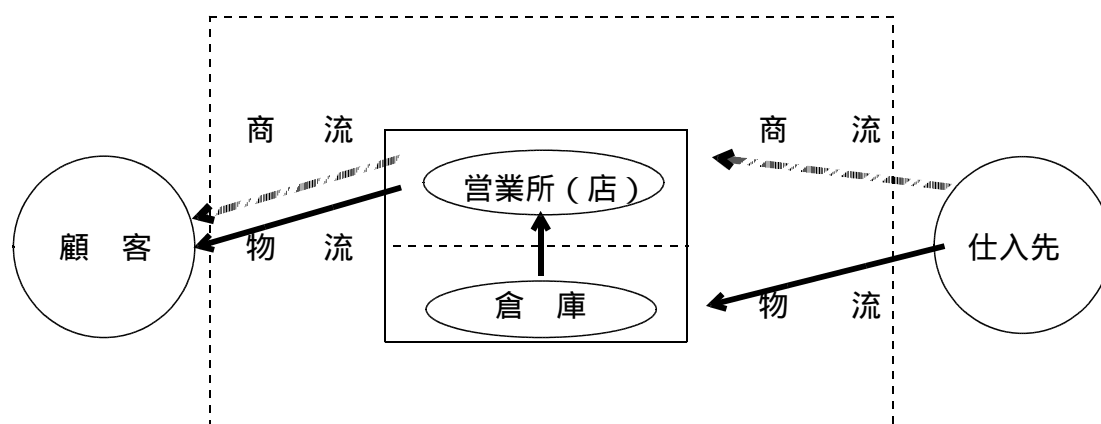 商　流
商　流
営業所（店）
顧　客
物　流
仕入先
倉　庫
物　流